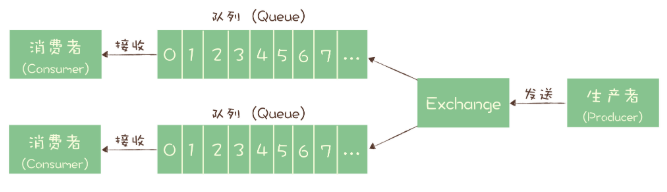 队列 (Queue)
消费者
(Consumer)
接收
0 1 2 3 4 5 6 7 ...
Exchange
发送
生产者
(Producer)
队列 (Queue)
消费者
(Consumer)
接收
0 1 2 3 4 5 6 7 ...